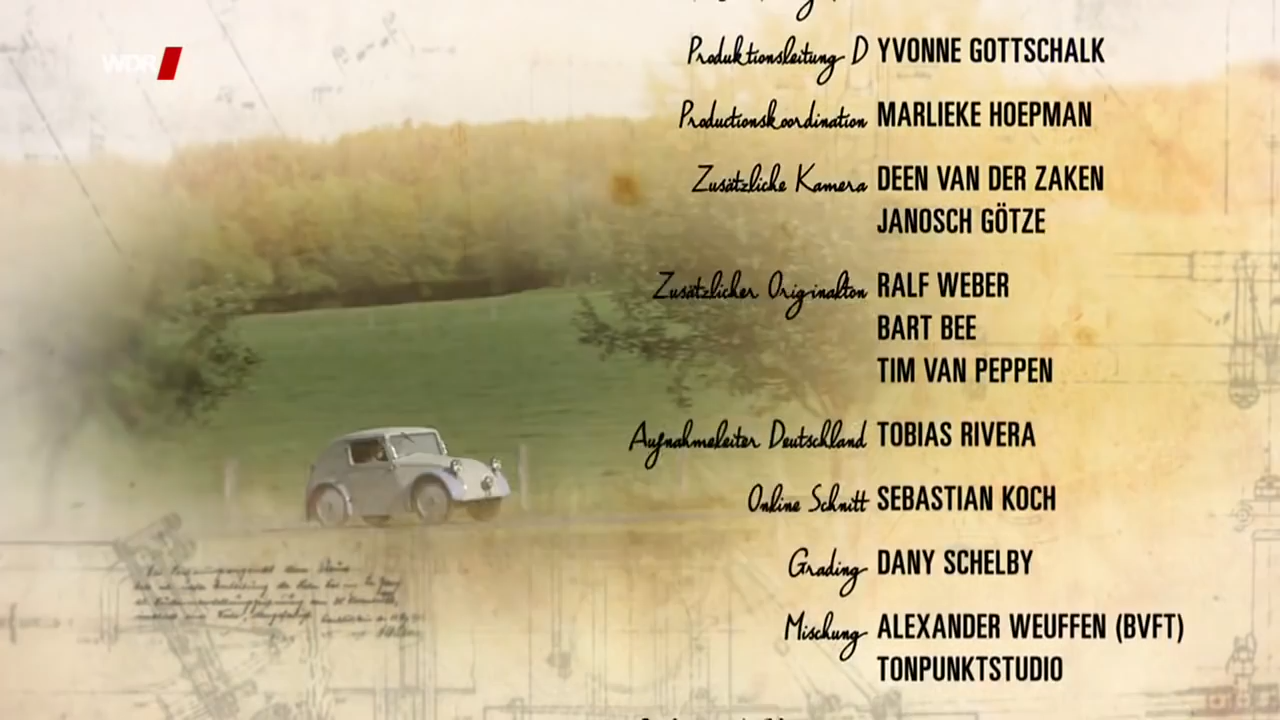 WDR
Produktionsleitung D YVONNE GOTTSCHALK
Productionskoordination MARLIEKE HOEPMAN
Zusätzliche Kamera DEEN VAN DER ZAKEN
JANOSCH GÖTZE
Zusätzlicher Originalton RALF WEBER
BART BEE
TIM VAN PEPPEN
Aufnahmeleiter Deutschland TOBIAS RIVERA
Online Schnitt SEBASTIAN KOCH
Grading DANY SCHELBY
Mischung ALEXANDER WEUFFEN (BVFT)
TONPUNKTSTUDIO